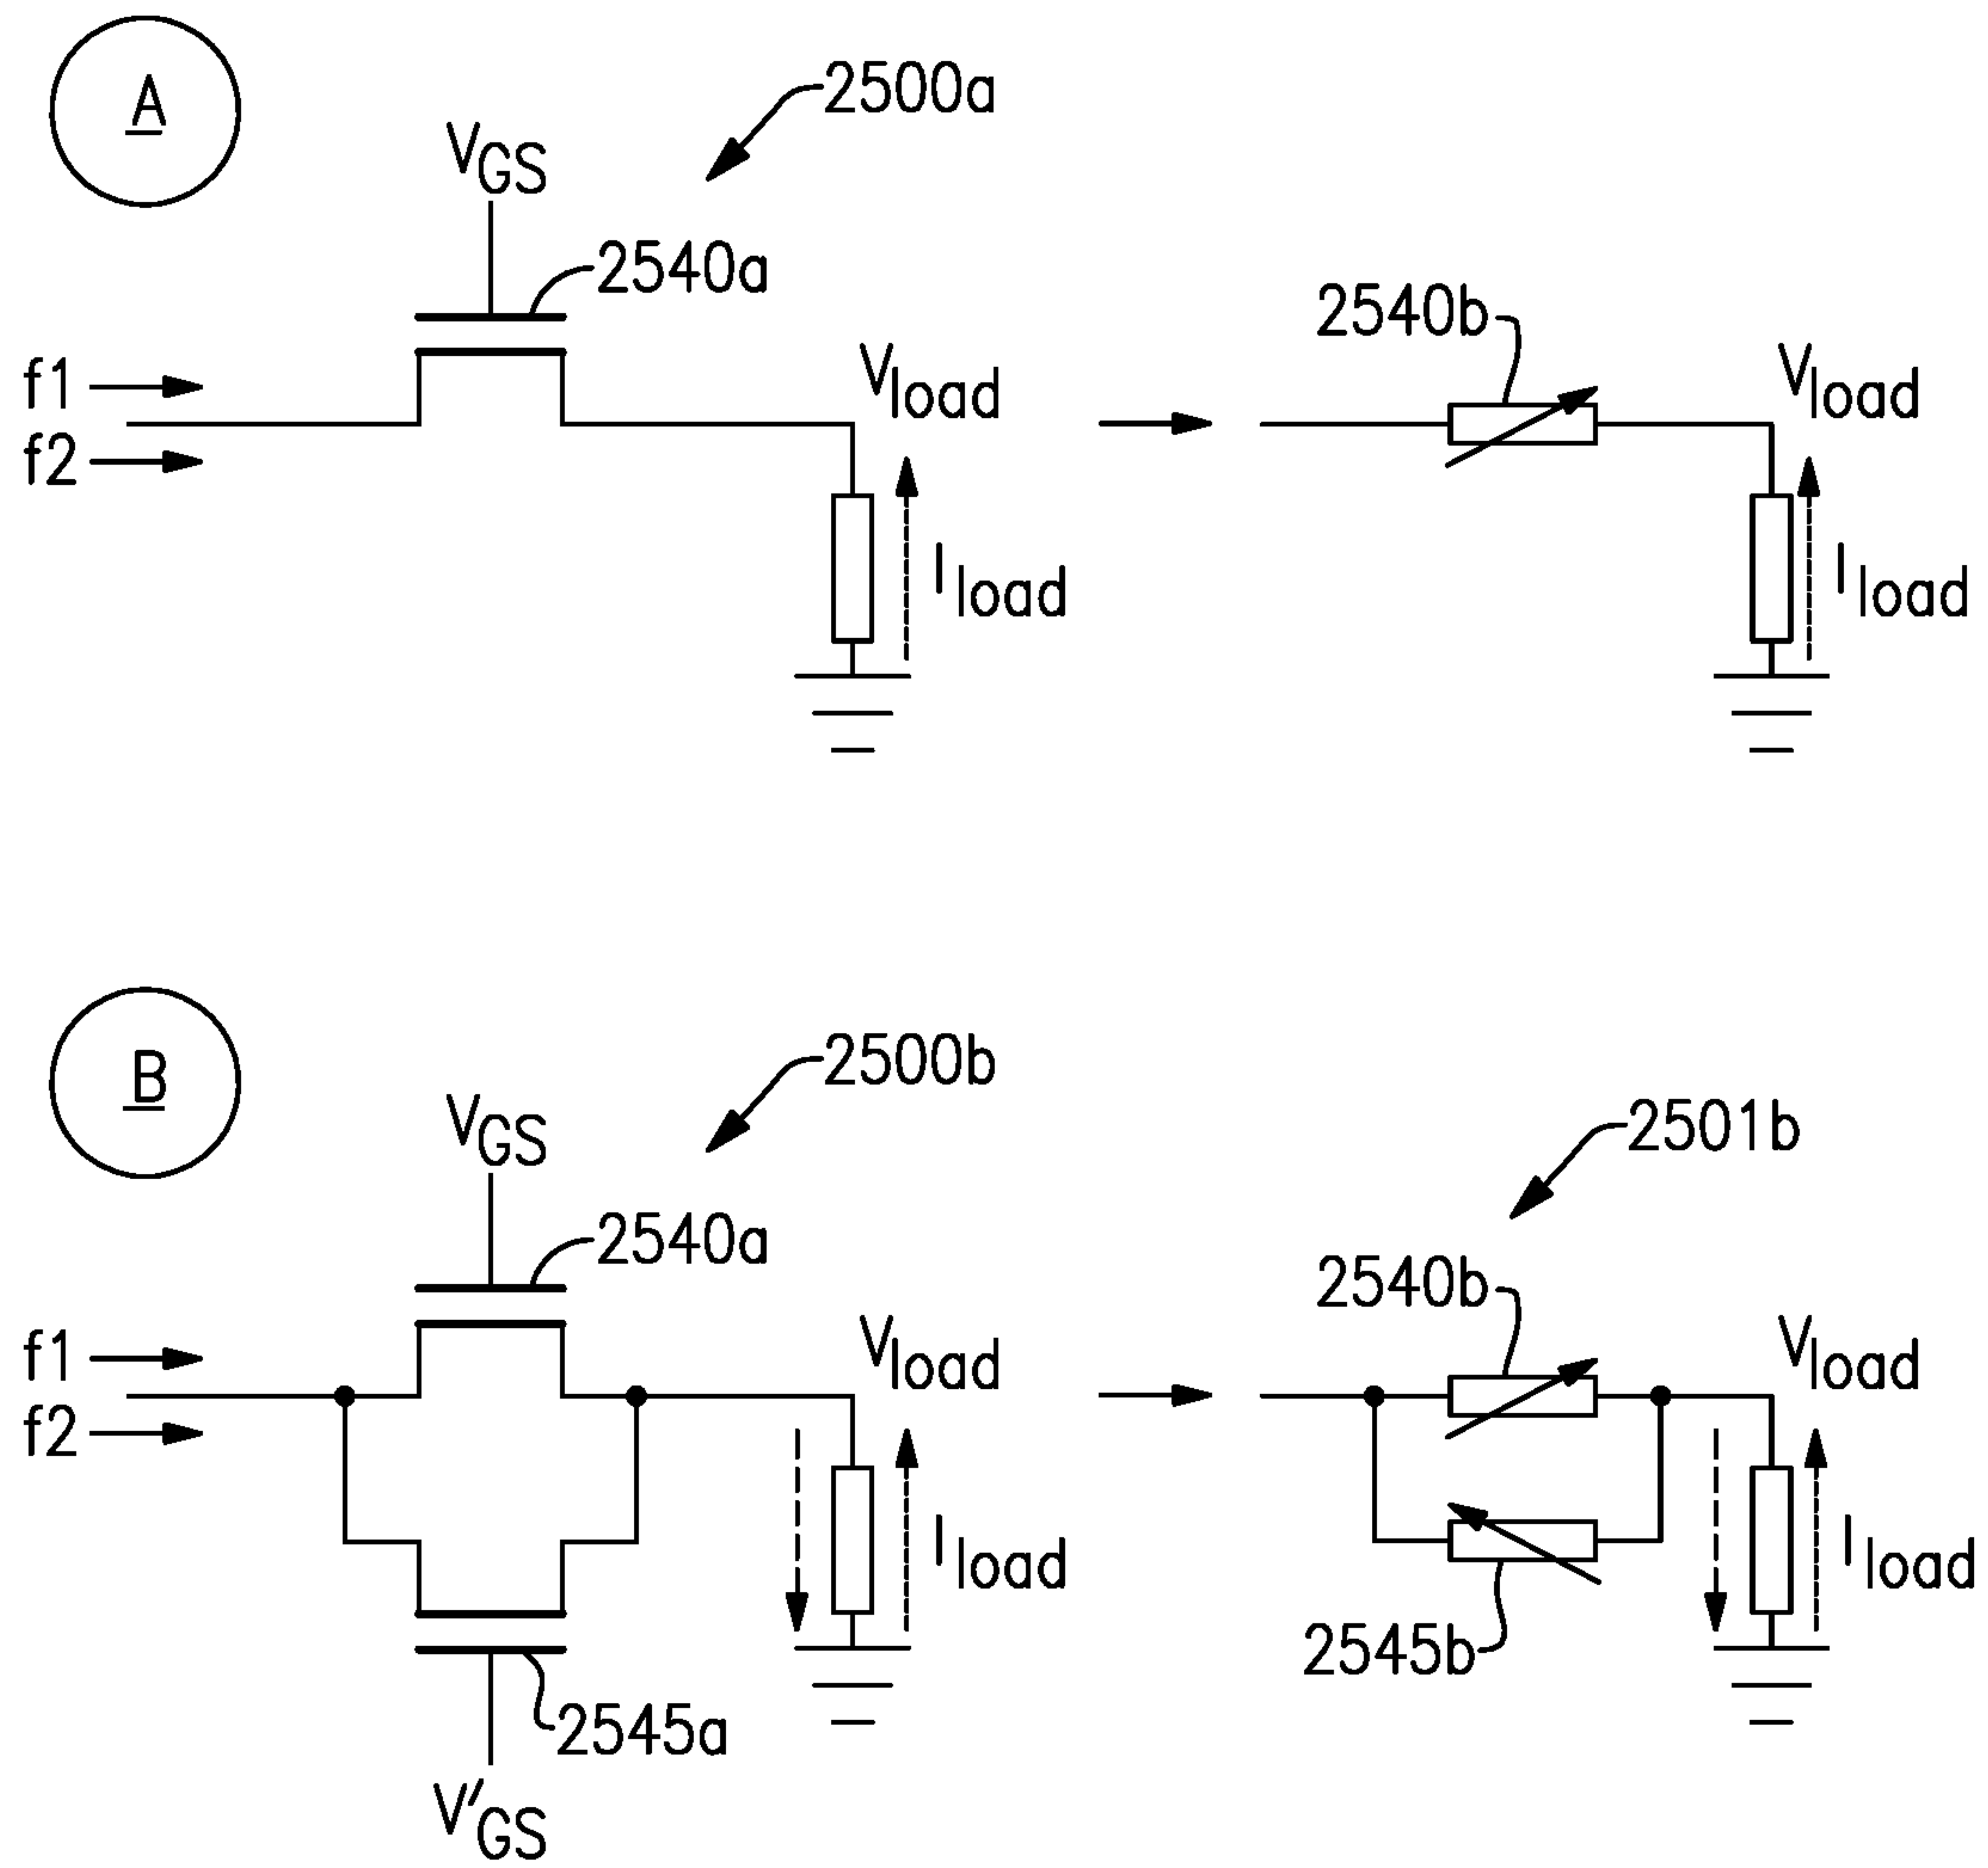 A
2500a
VGS
2540a
2540b
f1
f2
Vload
Vload
Iload
Iload
B
2500b
VGS
2501b
2540a
2540b
f1
f2
Vload
Vload
Iload
Iload
2545b
2545a
V'GS